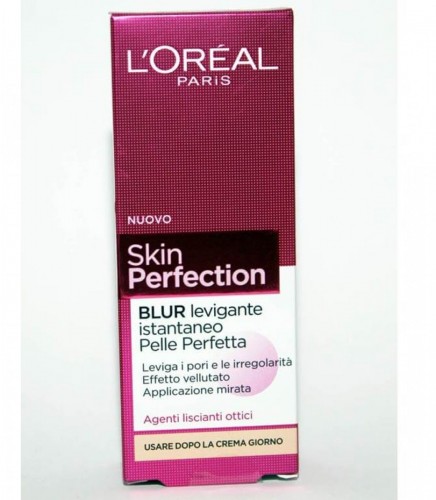 L'ORÉAL
PARIS
NUOVO
Skin
Perfection
BLUR levigante
istantaneo
Pelle Perfetta
Leviga i pori e le irregolarità
Effetto vellutato
Applicazione mirata
Agenti liscianti ottici
USARE DOPO LA CREMA GIORNO